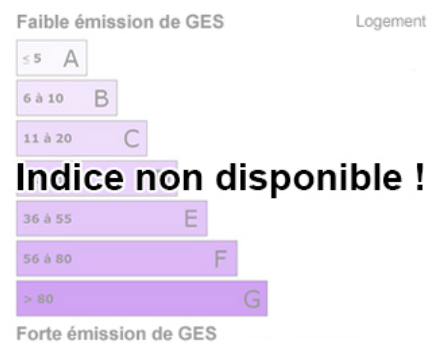 Faible émission de GES Logement
≤ 5 A
6 à 10 B
11 à 20 C
Indice non disponible !
36 à 55 E
56 à 80 F
> 80 G
Forte émission de GES